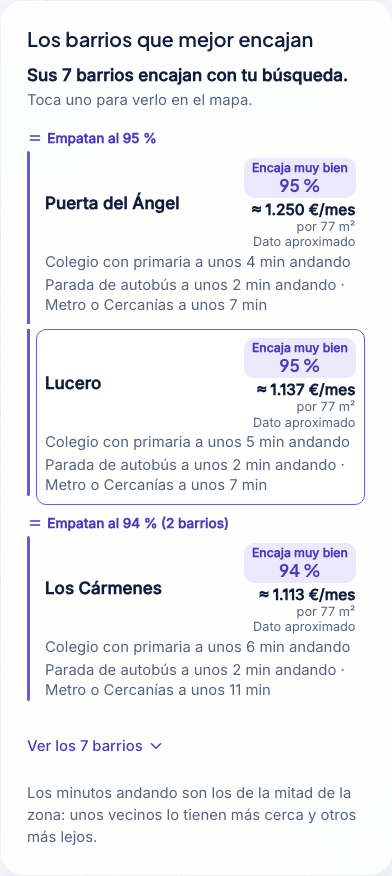 Los barrios que mejor encajan
Sus 7 barrios encajan con tu búsqueda.
Toca uno para verlo en el mapa.
= Empatan al 95 %
Encaja muy bien
95 %
Puerta del Ángel
≈ 1.250 €/mes
por 77 m²
Dato aproximado
Colegio con primaria a unos 4 min andando
Parada de autobús a unos 2 min andando ·
Metro o Cercanías a unos 7 min
Encaja muy bien
95 %
Lucero
≈ 1.137 €/mes
por 77 m²
Dato aproximado
Colegio con primaria a unos 5 min andando
Parada de autobús a unos 2 min andando ·
Metro o Cercanías a unos 7 min
= Empatan al 94 % (2 barrios)
Encaja muy bien
94 %
Los Cármenes
≈ 1.113 €/mes
por 77 m²
Dato aproximado
Colegio con primaria a unos 6 min andando
Parada de autobús a unos 2 min andando ·
Metro o Cercanías a unos 11 min
Ver los 7 barrios
Los minutos andando son los de la mitad de la
zona: unos vecinos lo tienen más cerca y otros
más lejos.